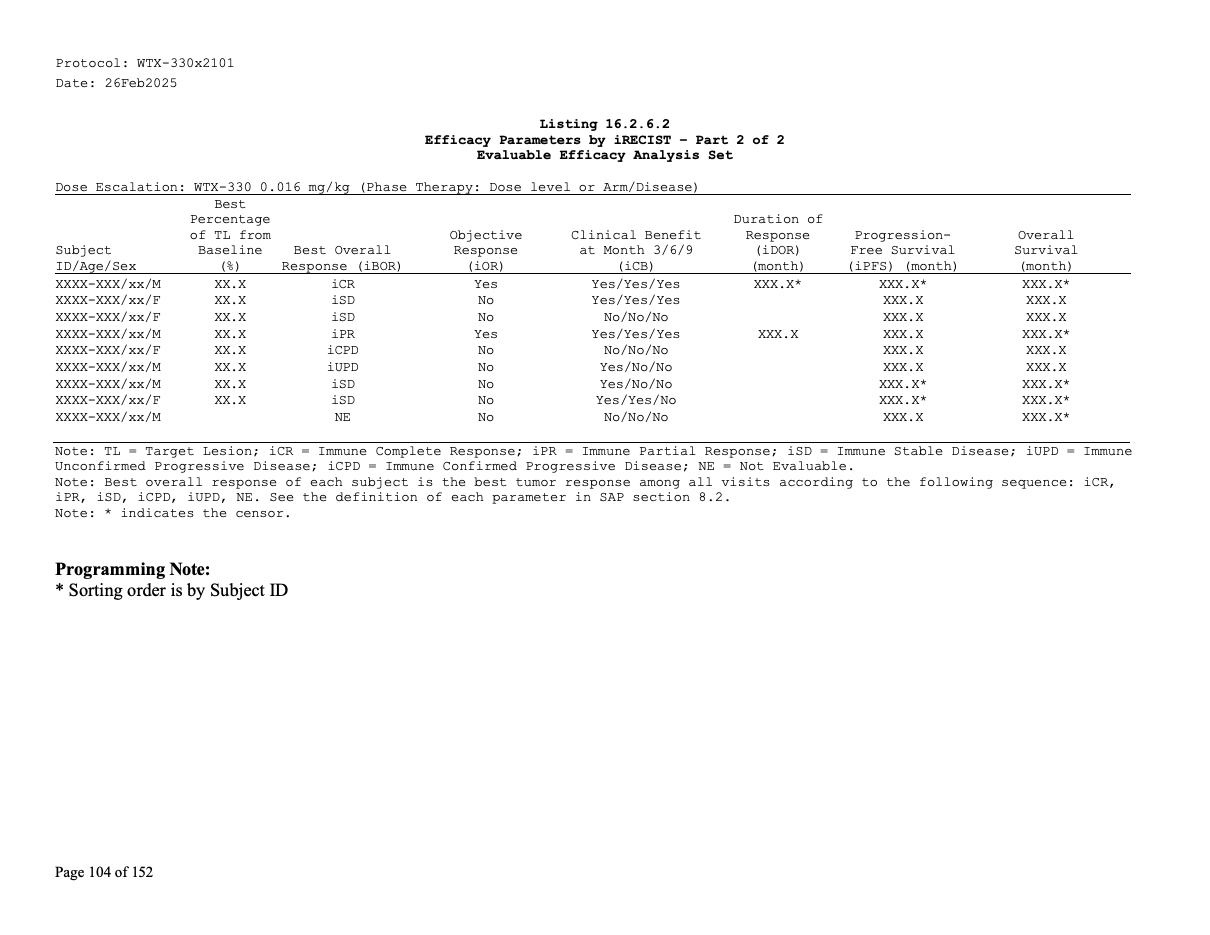 Protocol: WTX-330x2101
Date: 26Feb2025
Listing 16.2.6.2
Efficacy Parameters by iRECIST – Part 2 of 2
Evaluable Efficacy Analysis Set
Dose Escalation: WTX-330 0.016 mg/kg (Phase Therapy: Dose level or Arm/Disease)
Best
Percentage Duration of
of TL from Objective Clinical Benefit Response Progression- Overall
Subject Baseline Best Overall Response at Month 3/6/9 (iDOR) Free Survival Survival
ID/Age/Sex (%) Response (iBOR) (iOR) (iCB) (month) (iPFS) (month) (month)
XXXX-XXX/xx/M XX.X iCR Yes Yes/Yes/Yes XXX.X* XXX.X* XXX.X*
XXXX-XXX/xx/F XX.X iSD No Yes/Yes/Yes XXX.X XXX.X
XXXX-XXX/xx/F XX.X iSD No No/No/No XXX.X XXX.X
XXXX-XXX/xx/M XX.X iPR Yes Yes/Yes/Yes XXX.X XXX.X XXX.X*
XXXX-XXX/xx/F XX.X iCPD No No/No/No XXX.X XXX.X
XXXX-XXX/xx/M XX.X iUPD No Yes/No/No XXX.X XXX.X
XXXX-XXX/xx/M XX.X iSD No Yes/No/No XXX.X* XXX.X*
XXXX-XXX/xx/F XX.X iSD No Yes/Yes/No XXX.X* XXX.X*
XXXX-XXX/xx/M NE No No/No/No XXX.X XXX.X*
Note: TL = Target Lesion; iCR = Immune Complete Response; iPR = Immune Partial Response; iSD = Immune Stable Disease; iUPD = Immune
Unconfirmed Progressive Disease; iCPD = Immune Confirmed Progressive Disease; NE = Not Evaluable.
Note: Best overall response of each subject is the best tumor response among all visits according to the following sequence: iCR,
iPR, iSD, iCPD, iUPD, NE. See the definition of each parameter in SAP section 8.2.
Note: * indicates the censor.
Programming Note:
* Sorting order is by Subject ID
Page 104 of 152